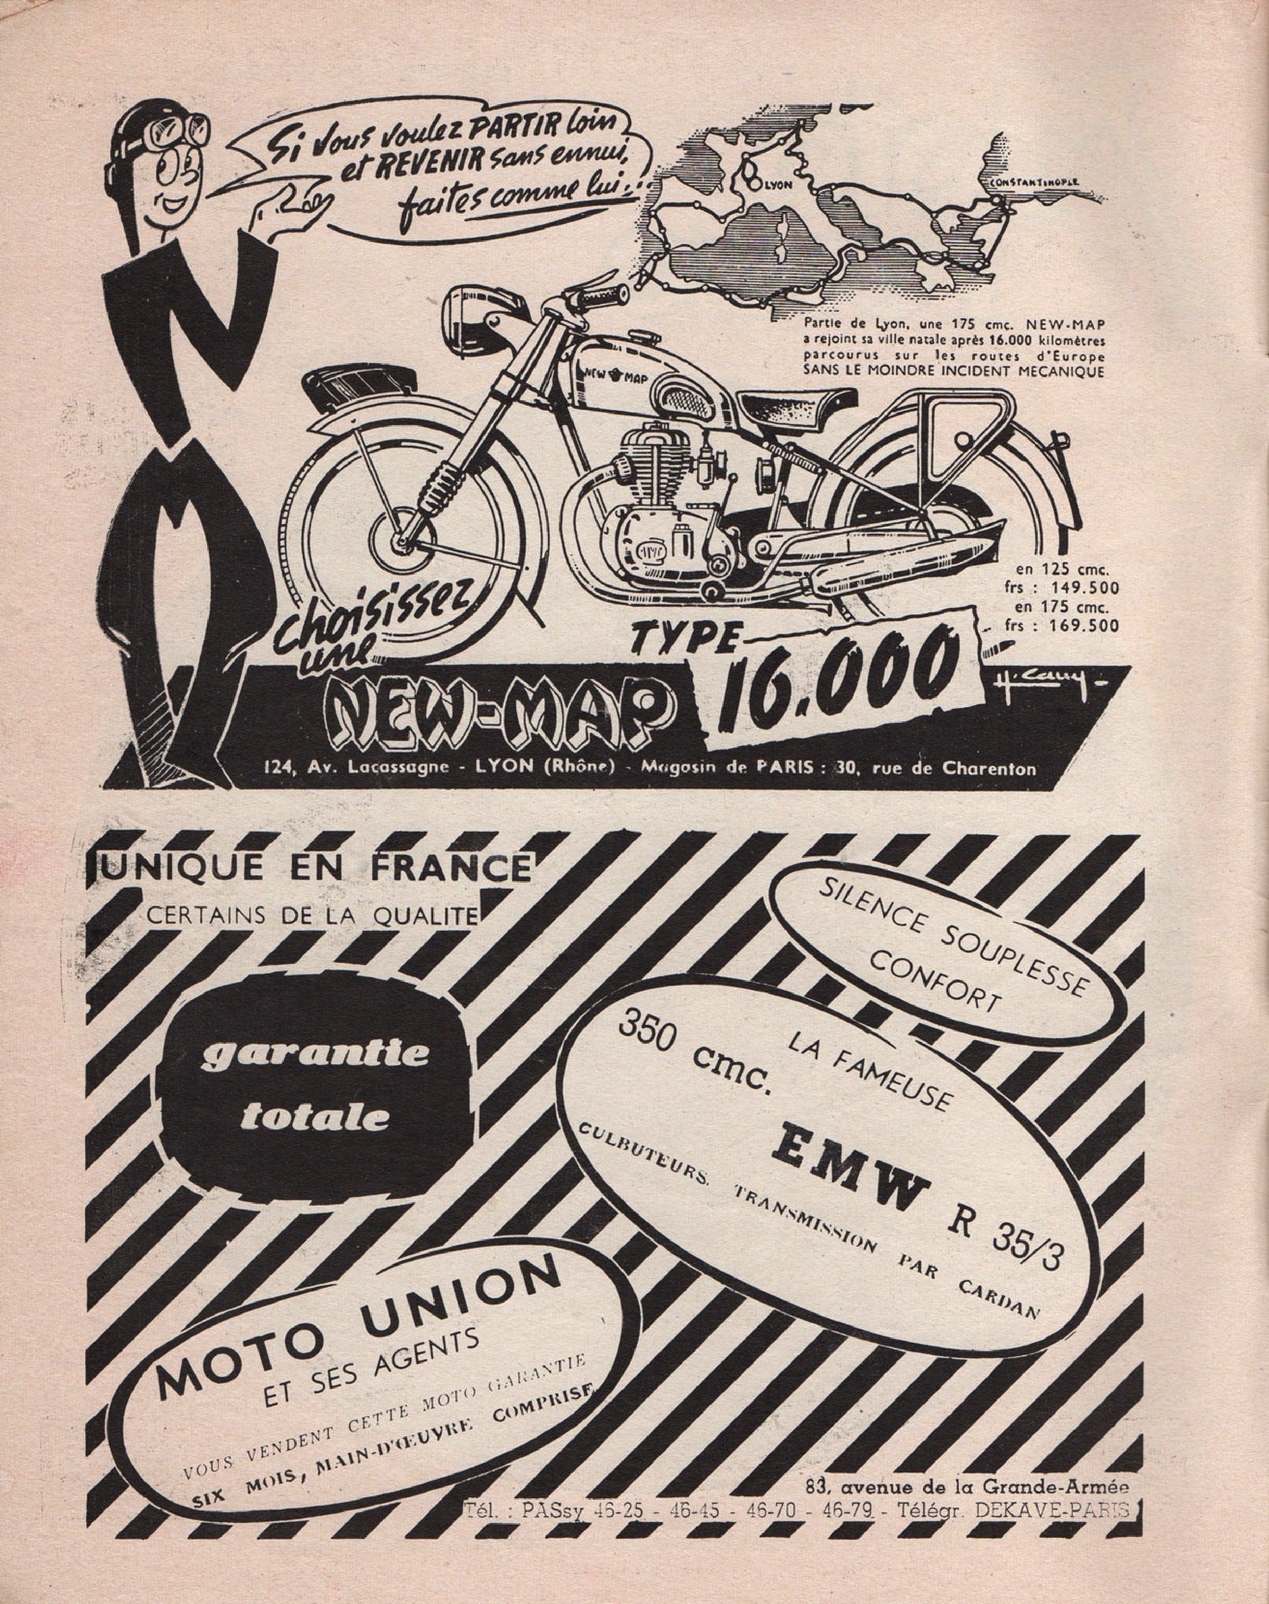 Si vous voulez PARTIR loin
et REVENIR sans ennui,
faites comme lui...
LYON
CONSTANTINOPLE
Partie de Lyon, une 175 cmc. NEW-MAP
a rejoint sa ville natale après 16.000 kilomètres
parcourus sur les routes d'Europe
SANS LE MOINDRE INCIDENT MECANIQUE
NEW MAP
AMC
en 125 cmc.
frs : 149.500
en 175 cmc.
frs : 169.500
choisissez
une
NEW-MAP
TYPE
16.000
124, Av. Lacassagne - LYON (Rhône) - Magasin de PARIS : 30, rue de Charenton
UNIQUE EN FRANCE
CERTAINS DE LA QUALITE
SILENCE SOUPLESSE
CONFORT
garantie
totale
350 cmc.
LA FAMEUSE
EMW R 35/3
CULBUTEURS. TRANSMISSION PAR CARDAN
MOTO UNION
ET SES AGENTS
VOUS VENDENT CETTE MOTO GARANTIE
SIX MOIS, MAIN-D'ŒUVRE COMPRISE
83, avenue de la Grande-Armée
Tél. : PASsy 46-25 - 46-45 - 46-70 - 46-79 - Télégr. DEKAVE-PARIS